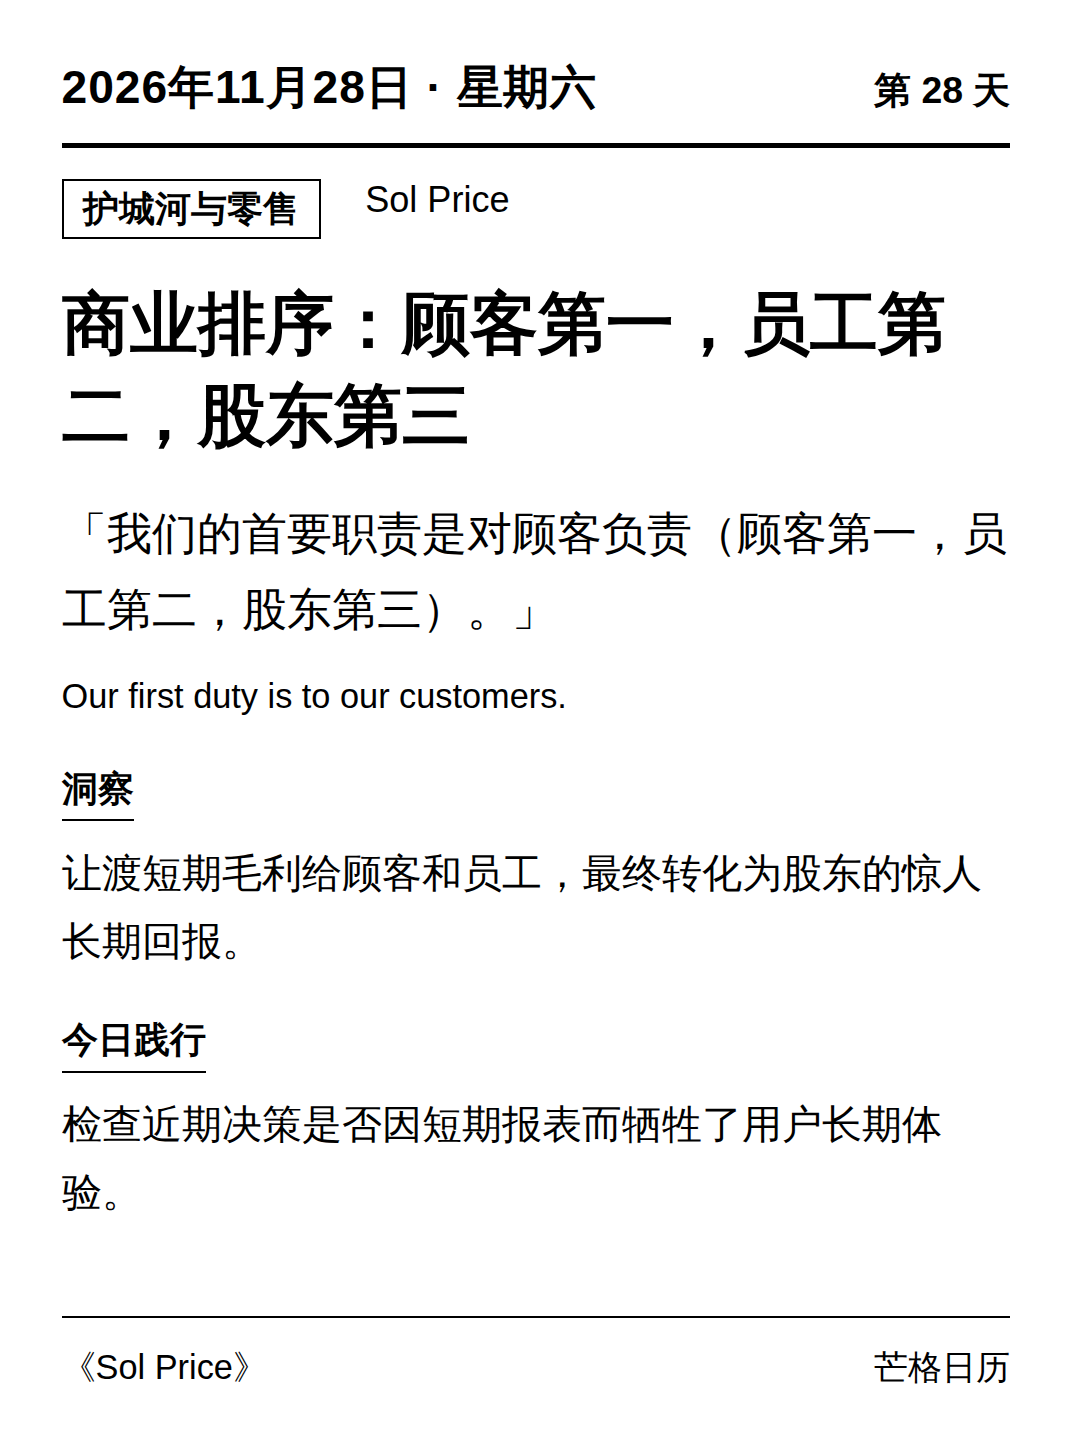 2026年11月28日 · 星期六
第 28 天
护城河与零售
Sol Price
商业排序：顾客第一，员工第
二，股东第三
「我们的首要职责是对顾客负责（顾客第一，员
工第二，股东第三）。」
Our first duty is to our customers.
洞察
让渡短期毛利给顾客和员工，最终转化为股东的惊人
长期回报。
今日践行
检查近期决策是否因短期报表而牺牲了用户长期体
验。
《Sol Price》
芒格日历